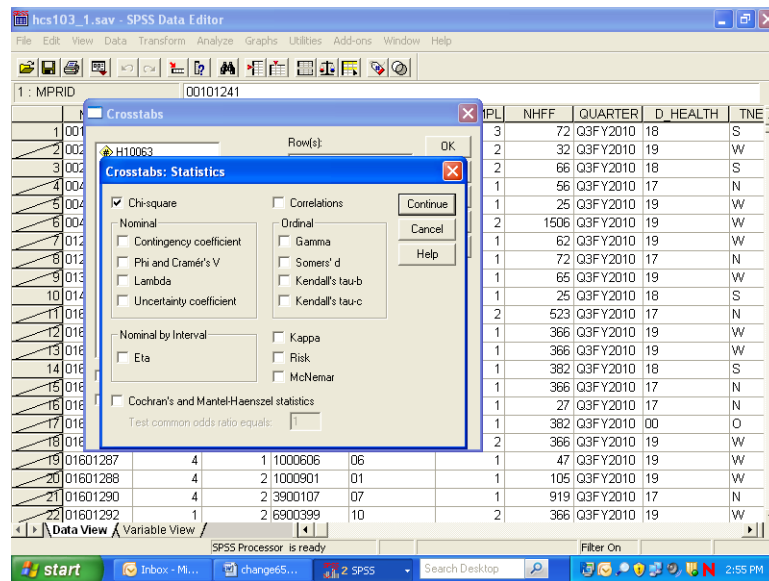 hcs103_1.sav - SPSS Data Editor
File Edit View Data Transform Analyze Graphs Utilities Add-ons Window Help
1 : MPRID 00101241
IPL NHFF QUARTER D_HEALTH TNE
1 001 3 72 Q3FY2010 18 S
2 002 2 32 Q3FY2010 19 W
3 002 2 66 Q3FY2010 18 S
4 004 1 56 Q3FY2010 17 N
5 004 1 25 Q3FY2010 19 W
6 004 2 1506 Q3FY2010 19 W
7 012 1 62 Q3FY2010 19 W
8 012 1 72 Q3FY2010 17 N
9 013 1 65 Q3FY2010 19 W
10 014 1 25 Q3FY2010 18 S
11 016 2 523 Q3FY2010 17 N
12 016 1 366 Q3FY2010 19 W
13 016 1 366 Q3FY2010 19 W
14 016 1 382 Q3FY2010 18 S
15 016 1 366 Q3FY2010 17 N
16 016 1 27 Q3FY2010 17 N
17 016 1 382 Q3FY2010 00 O
18 016 2 366 Q3FY2010 19 W
19 01601287 4 1 1000606 06 1 47 Q3FY2010 19 W
20 01601288 4 2 1000901 01 1 105 Q3FY2010 19 W
21 01601290 4 2 3900107 07 1 919 Q3FY2010 17 N
22 01601292 1 2 6900399 10 2 366 Q3FY2010 19 W
Crosstabs
H10063
Row(s):
OK
Crosstabs: Statistics
Chi-square
Correlations
Continue
Nominal
Ordinal
Cancel
Contingency coefficient
Gamma
Help
Phi and Cramér's V
Somers' d
Lambda
Kendall's tau-b
Uncertainty coefficient
Kendall's tau-c
Nominal by Interval
Kappa
Eta
Risk
McNemar
Cochran's and Mantel-Haenszel statistics
Test common odds ratio equals: 1
Data View Variable View
SPSS Processor is ready Filter On
start Inbox - Mi... change65... 2 SPSS Search Desktop N 2:55 PM